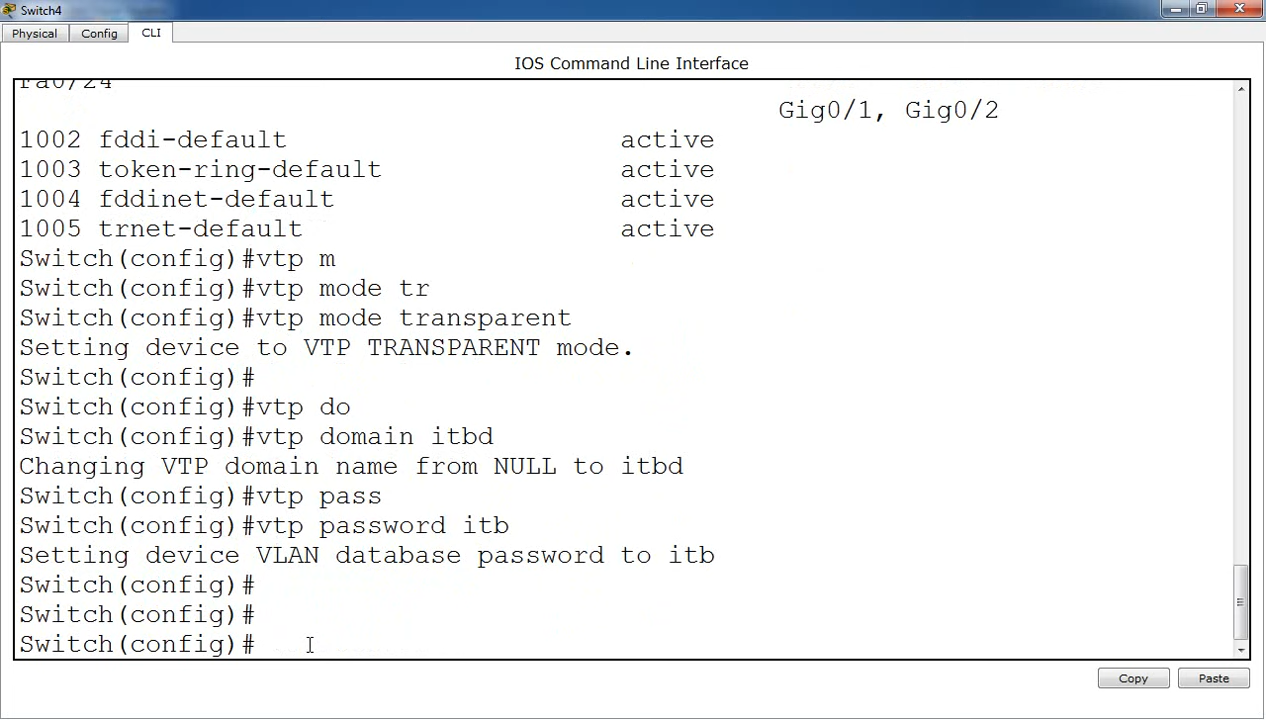 Switch4
Physical Config CLI
IOS Command Line Interface
Fa0/24
Gig0/1, Gig0/2
1002 fddi-default active
1003 token-ring-default active
1004 fddinet-default active
1005 trnet-default active
Switch(config)#vtp m
Switch(config)#vtp mode tr
Switch(config)#vtp mode transparent
Setting device to VTP TRANSPARENT mode.
Switch(config)#
Switch(config)#vtp do
Switch(config)#vtp domain itbd
Changing VTP domain name from NULL to itbd
Switch(config)#vtp pass
Switch(config)#vtp password itb
Setting device VLAN database password to itb
Switch(config)#
Switch(config)#
Switch(config)#
Copy Paste